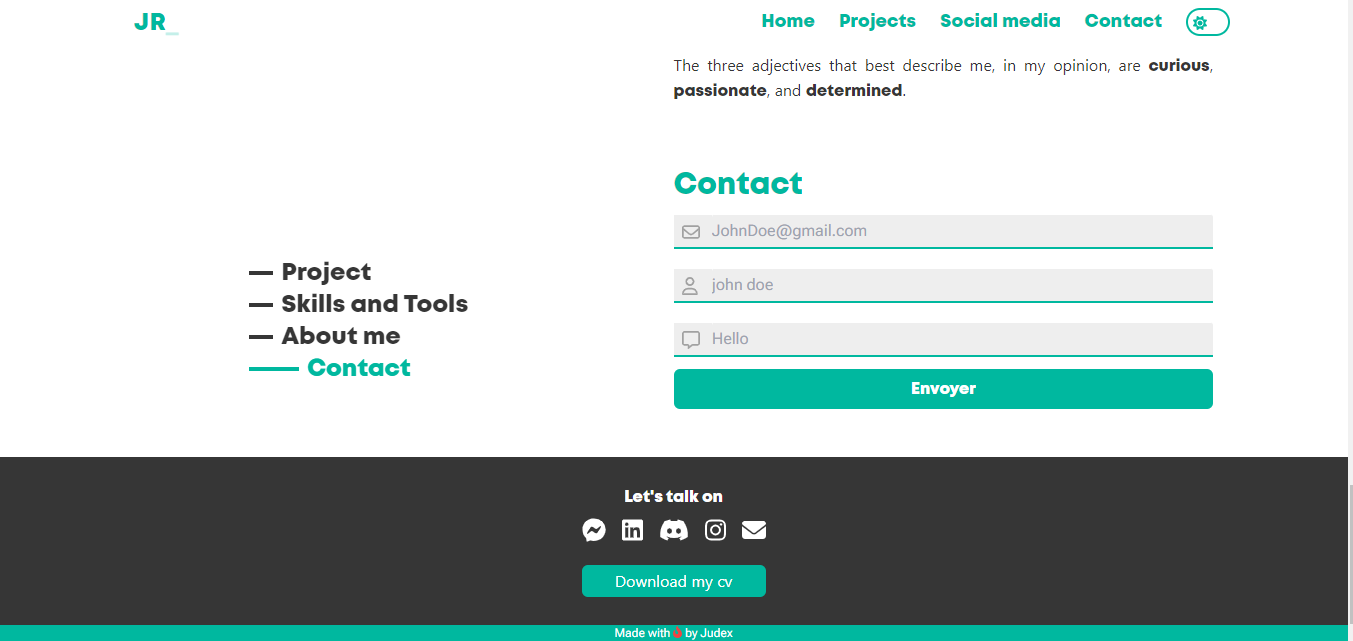 JR_
Home Projects Social media Contact
The three adjectives that best describe me, in my opinion, are curious,
passionate, and determined.
Contact
JohnDoe@gmail.com
john doe
Hello
Envoyer
Project
Skills and Tools
About me
Contact
Let's talk on
in
Download my cv
Made with by Judex